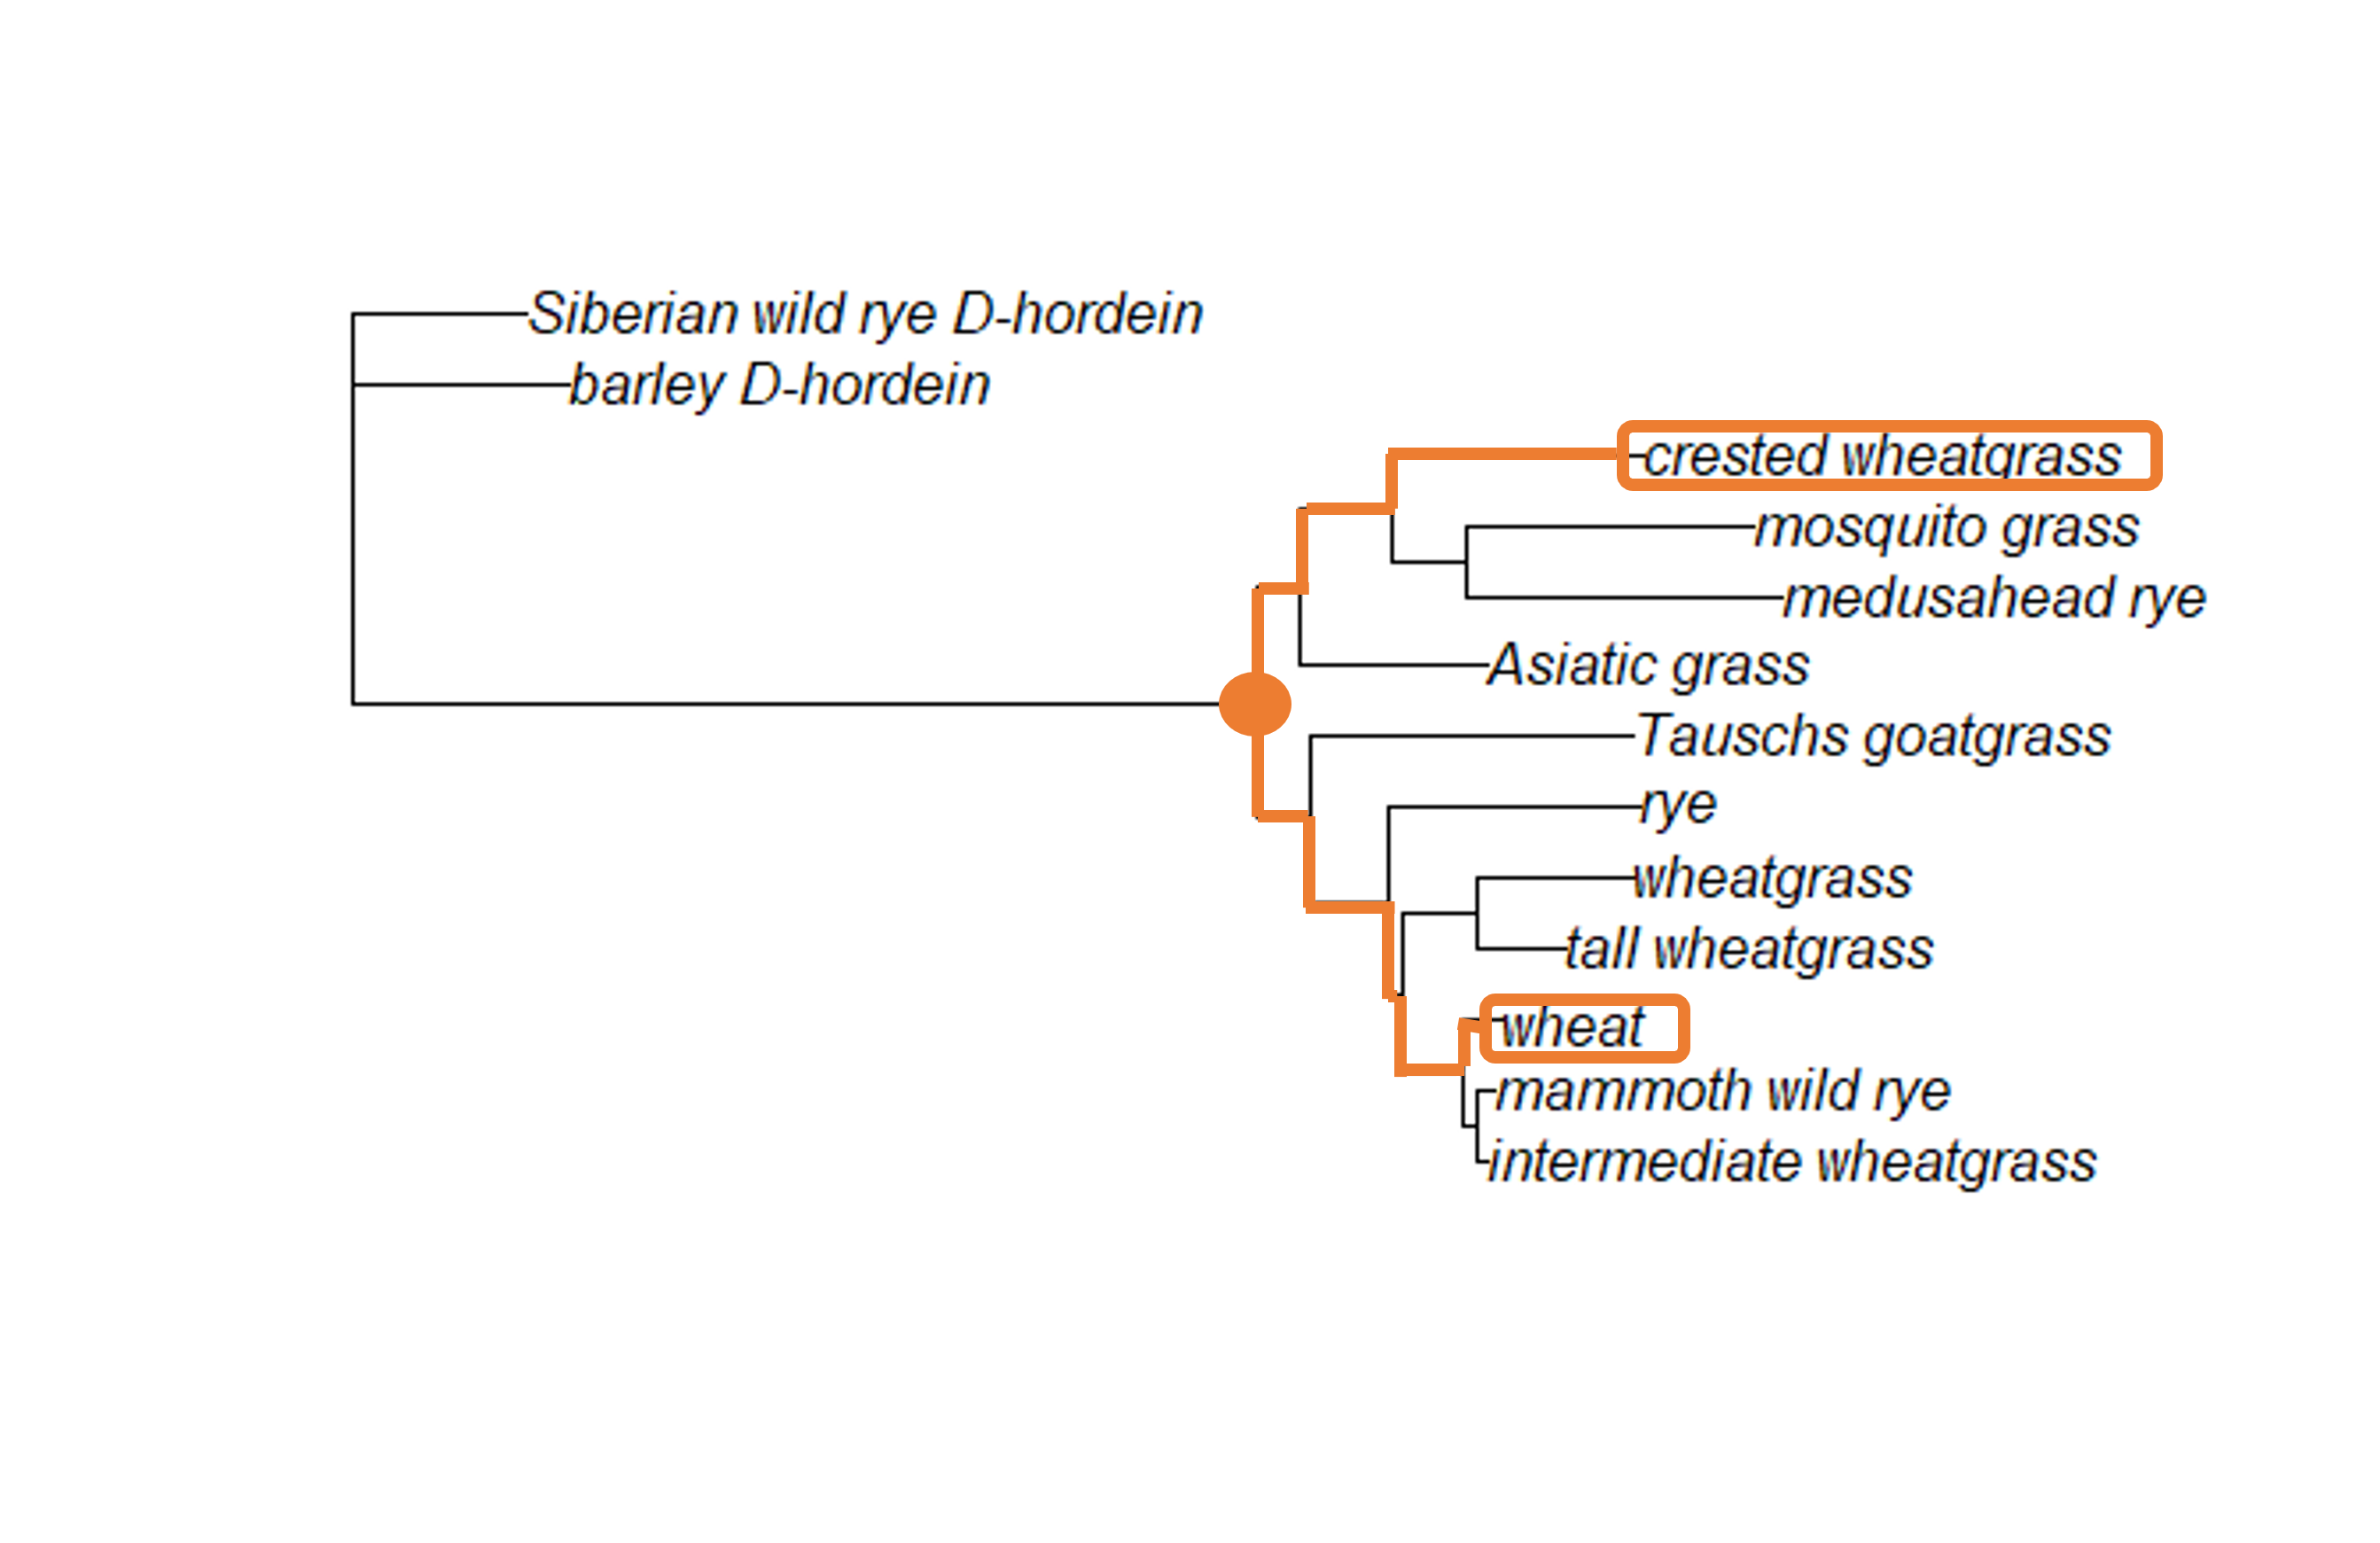 Siberian wild rye D-hordein
barley D-hordein
crested wheatgrass
mosquito grass
medusahead rye
Asiatic grass
Tauschs goatgrass
rye
wheatgrass
tall wheatgrass
wheat
mammoth wild rye
intermediate wheatgrass